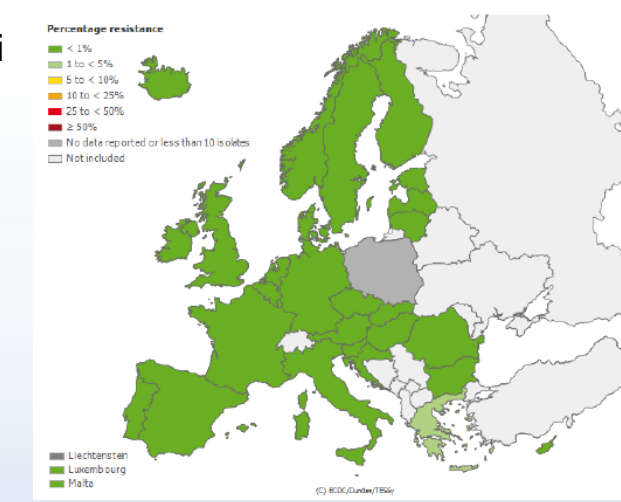 i
Percentage resistance
< 1%
1 to < 5%
5 to < 10%
10 to < 25%
25 to < 50%
≥ 50%
No data reported or less than 10 isolates
Not included
Liechtenstein
Luxembourg
Malta
(C) ECDC/Dundas/TESSy